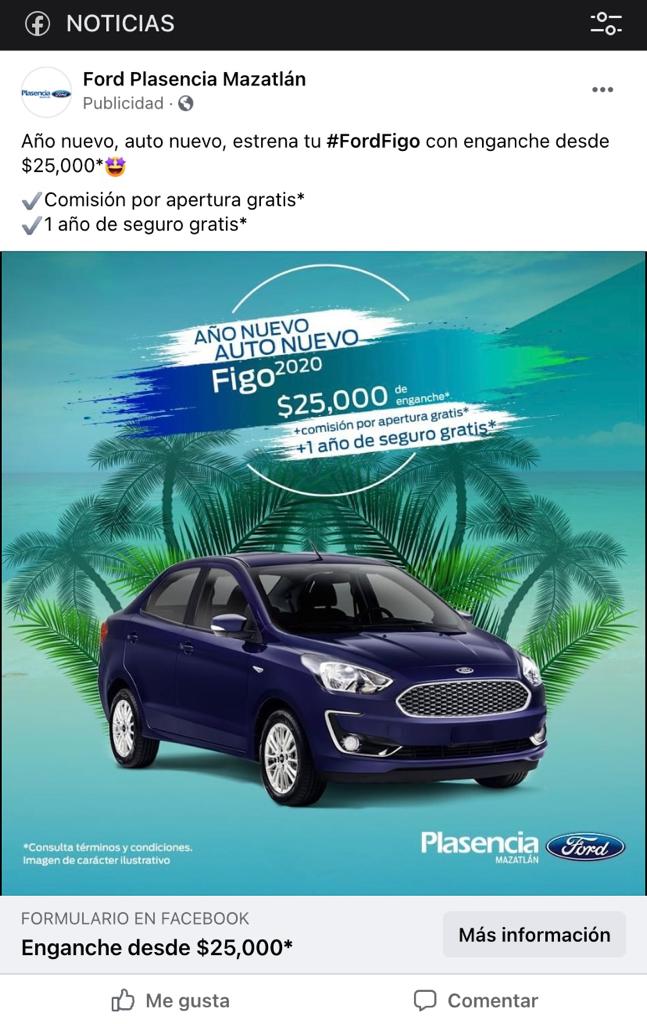 NOTICIAS
Ford Plasencia Mazatlán
Publicidad ·
Año nuevo, auto nuevo, estrena tu #FordFigo con enganche desde
$25,000*🤩
✔️Comisión por apertura gratis*
✔️1 año de seguro gratis*
AÑO NUEVO
AUTO NUEVO
Figo 2020
$25,000 de enganche*
+comisión por apertura gratis*
+1 año de seguro gratis*
*Consulta términos y condiciones.
Imagen de carácter ilustrativo
Plasencia
MAZATLÁN
Ford
FORMULARIO EN FACEBOOK
Enganche desde $25,000*
Más información
Me gusta
Comentar